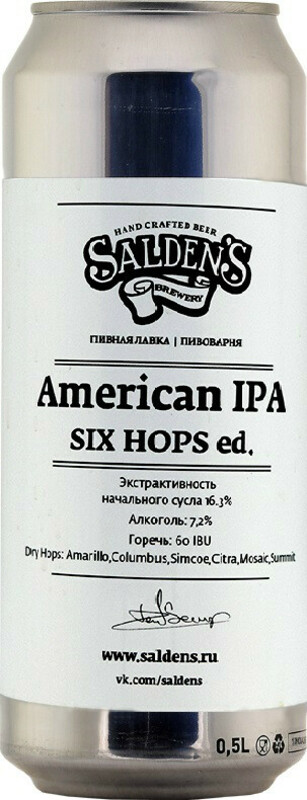 HAND CRAFTED BEER
SALDEN'S
BREWERY
ПИВНАЯ ЛАВКА | ПИВОВАРНЯ
American IPA
SIX HOPS ed.
Экстрактивность
начального сусла 16.3%
Алкоголь: 7,2%
Горечь: 60 IBU
Dry Hops: Amarillo,Columbus,Simcoe,Citra,Mosaic,Summit
www.saldens.ru
vk.com/saldens
0,5L